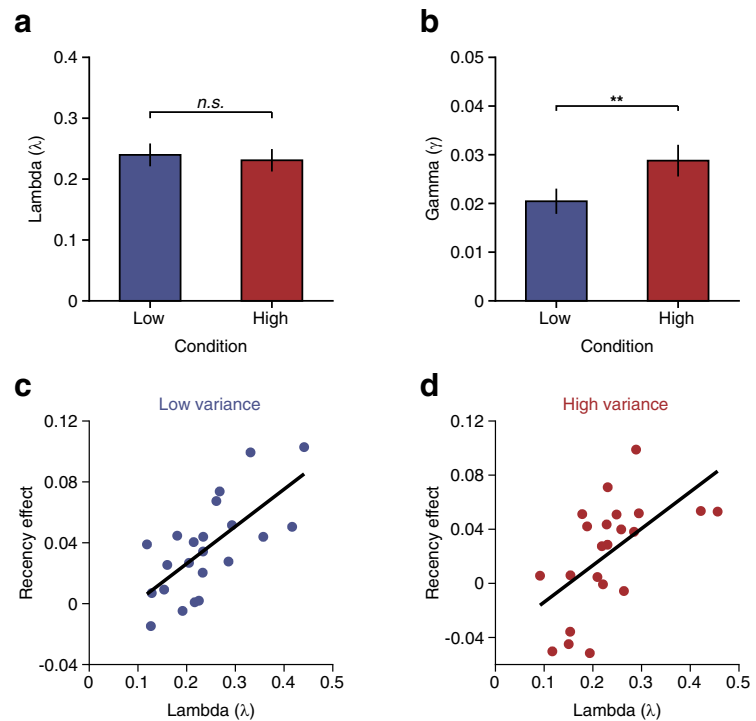 a
Lambda (λ)
0.4
0.3
0.2
0.1
0
n.s.
Low
High
Condition
b
Gamma (γ)
0.05
0.04
0.03
0.02
0.01
0
**
Low
High
Condition
c
Low variance
Recency effect
0.12
0.08
0.04
0
-0.04
0
0.1
0.2
0.3
0.4
0.5
Lambda (λ)
d
High variance
Recency effect
0.12
0.08
0.04
0
-0.04
0
0.1
0.2
0.3
0.4
0.5
Lambda (λ)